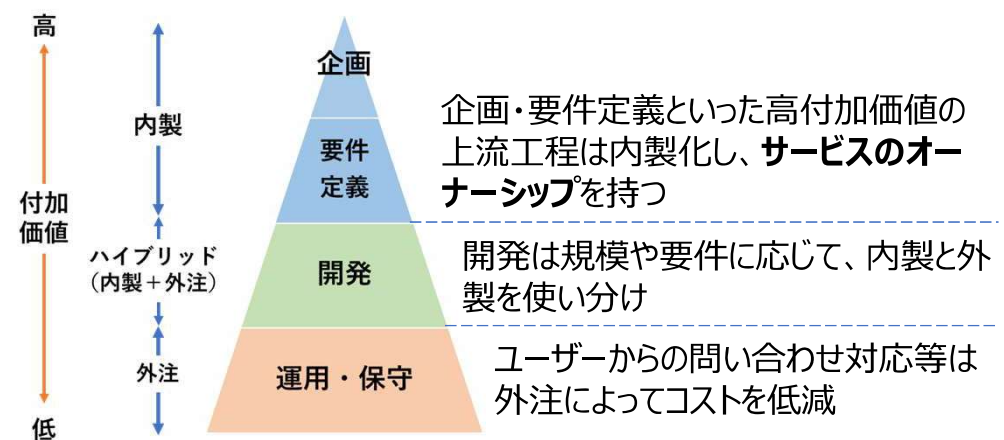 高
付加
価値
低
内製
ハイブリッド
（内製＋外注）
外注
企画
要件
定義
開発
運用・保守
企画・要件定義といった高付加価値の
上流工程は内製化し、サービスのオー
ナーシップを持つ
開発は規模や要件に応じて、内製と外
製を使い分け
ユーザーからの問い合わせ対応等は
外注によってコストを低減